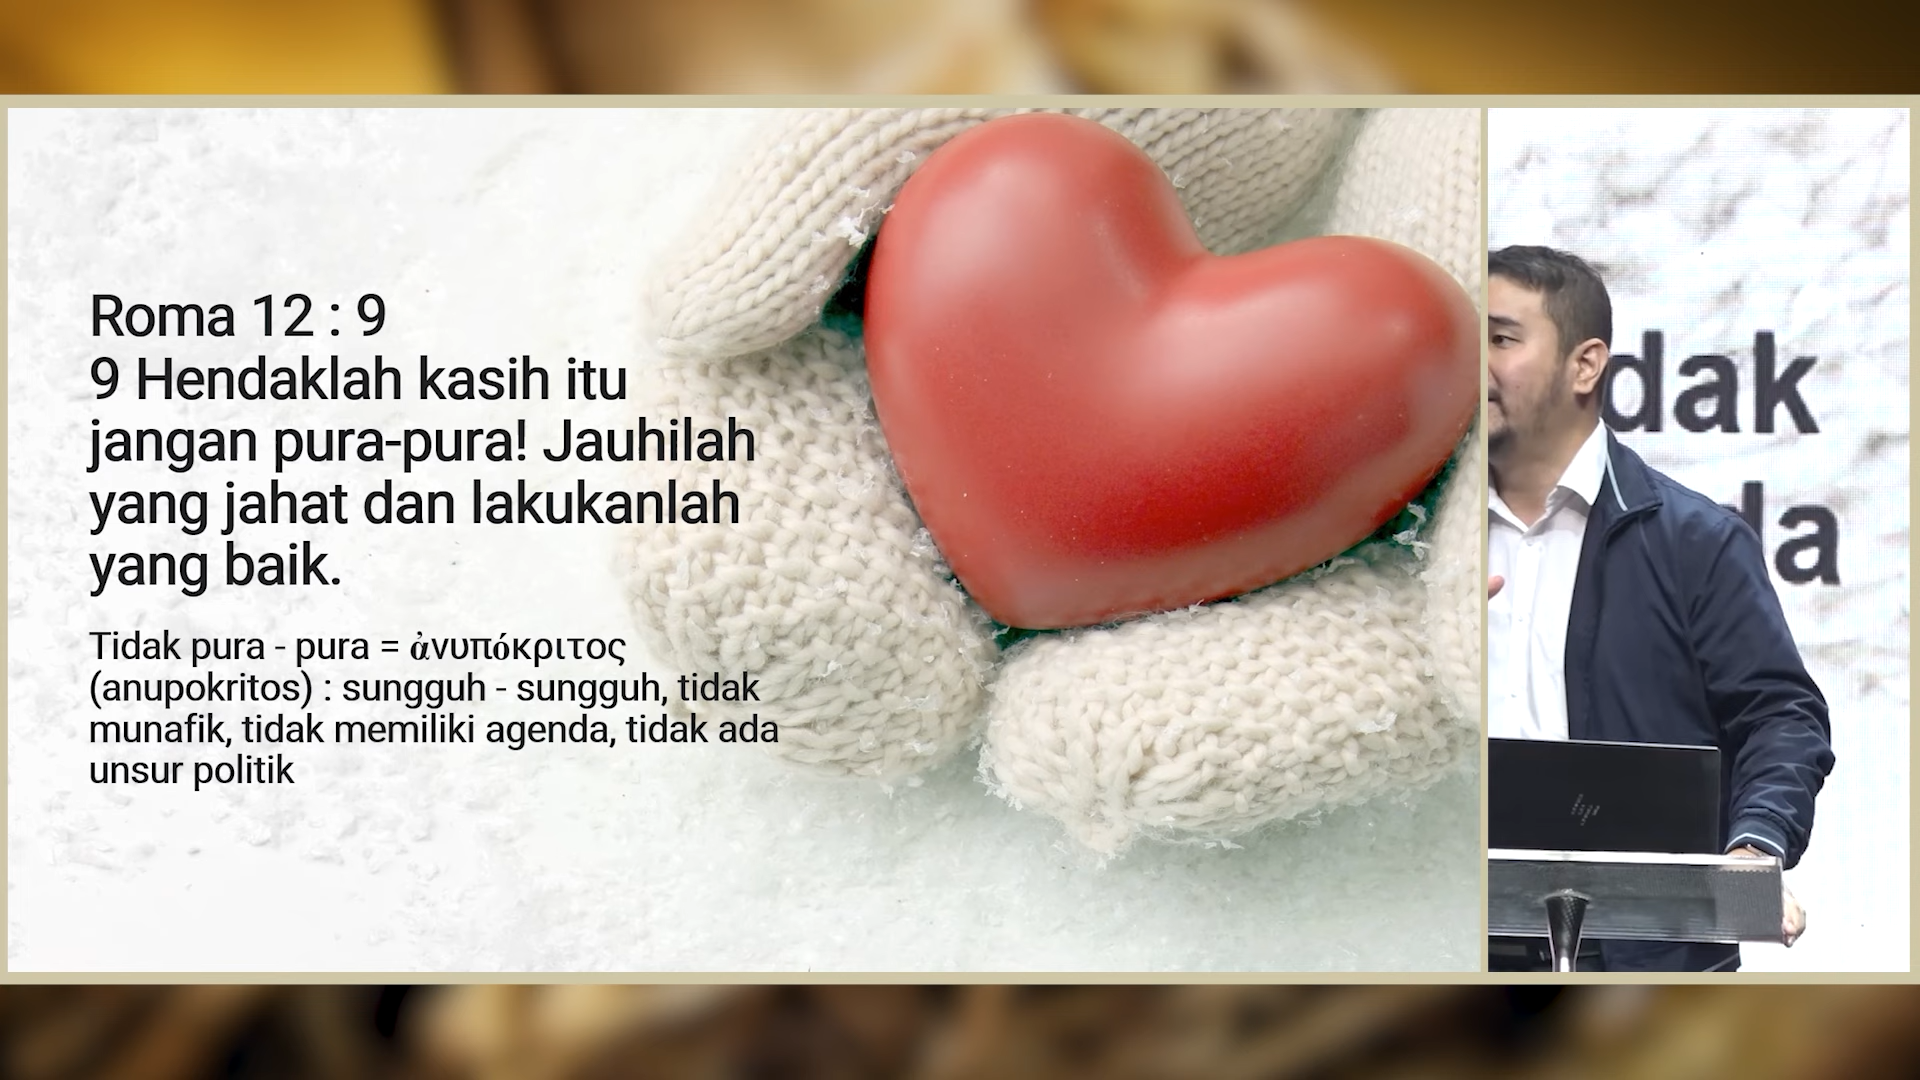 Roma 12 : 9
9 Hendaklah kasih itu
jangan pura-pura! Jauhilah
yang jahat dan lakukanlah
yang baik.
Tidak pura - pura = ἀνυπόκριτος
(anupokritos) : sungguh - sungguh, tidak
munafik, tidak memiliki agenda, tidak ada
unsur politik
dak
da